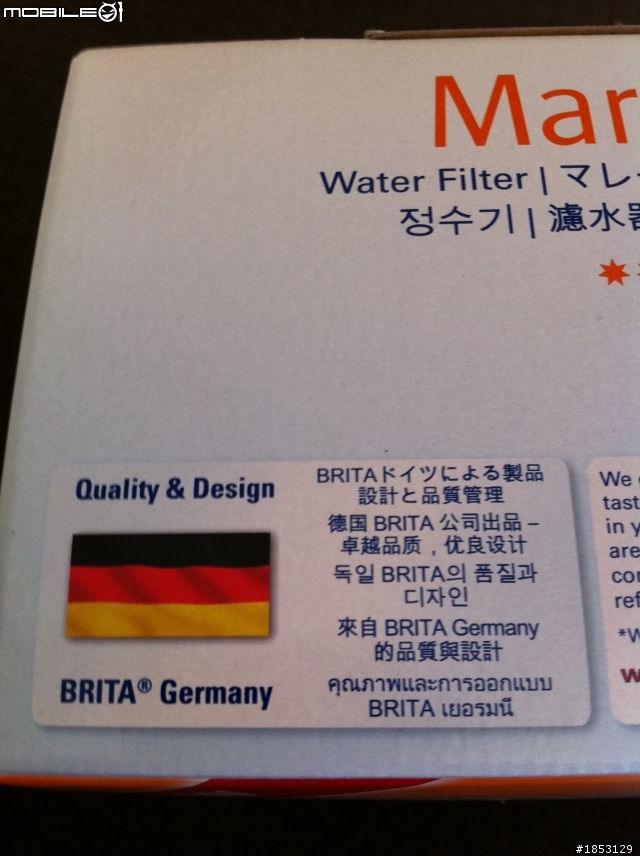 MOBILE01
Mar
Water Filter | マレ
정수기 | 濾水器
Quality & Design
BRITA® Germany
BRITAドイツによる製品
設計と品質管理
德国 BRITA 公司出品 –
卓越品质，优良设计
독일 BRITA의 품질과
디자인
來自 BRITA Germany
的品質與設計
คุณภาพและการออกแบบ
BRITA เยอรมนี
We
tast
in y
are
con
ref
*W
w
#1853129